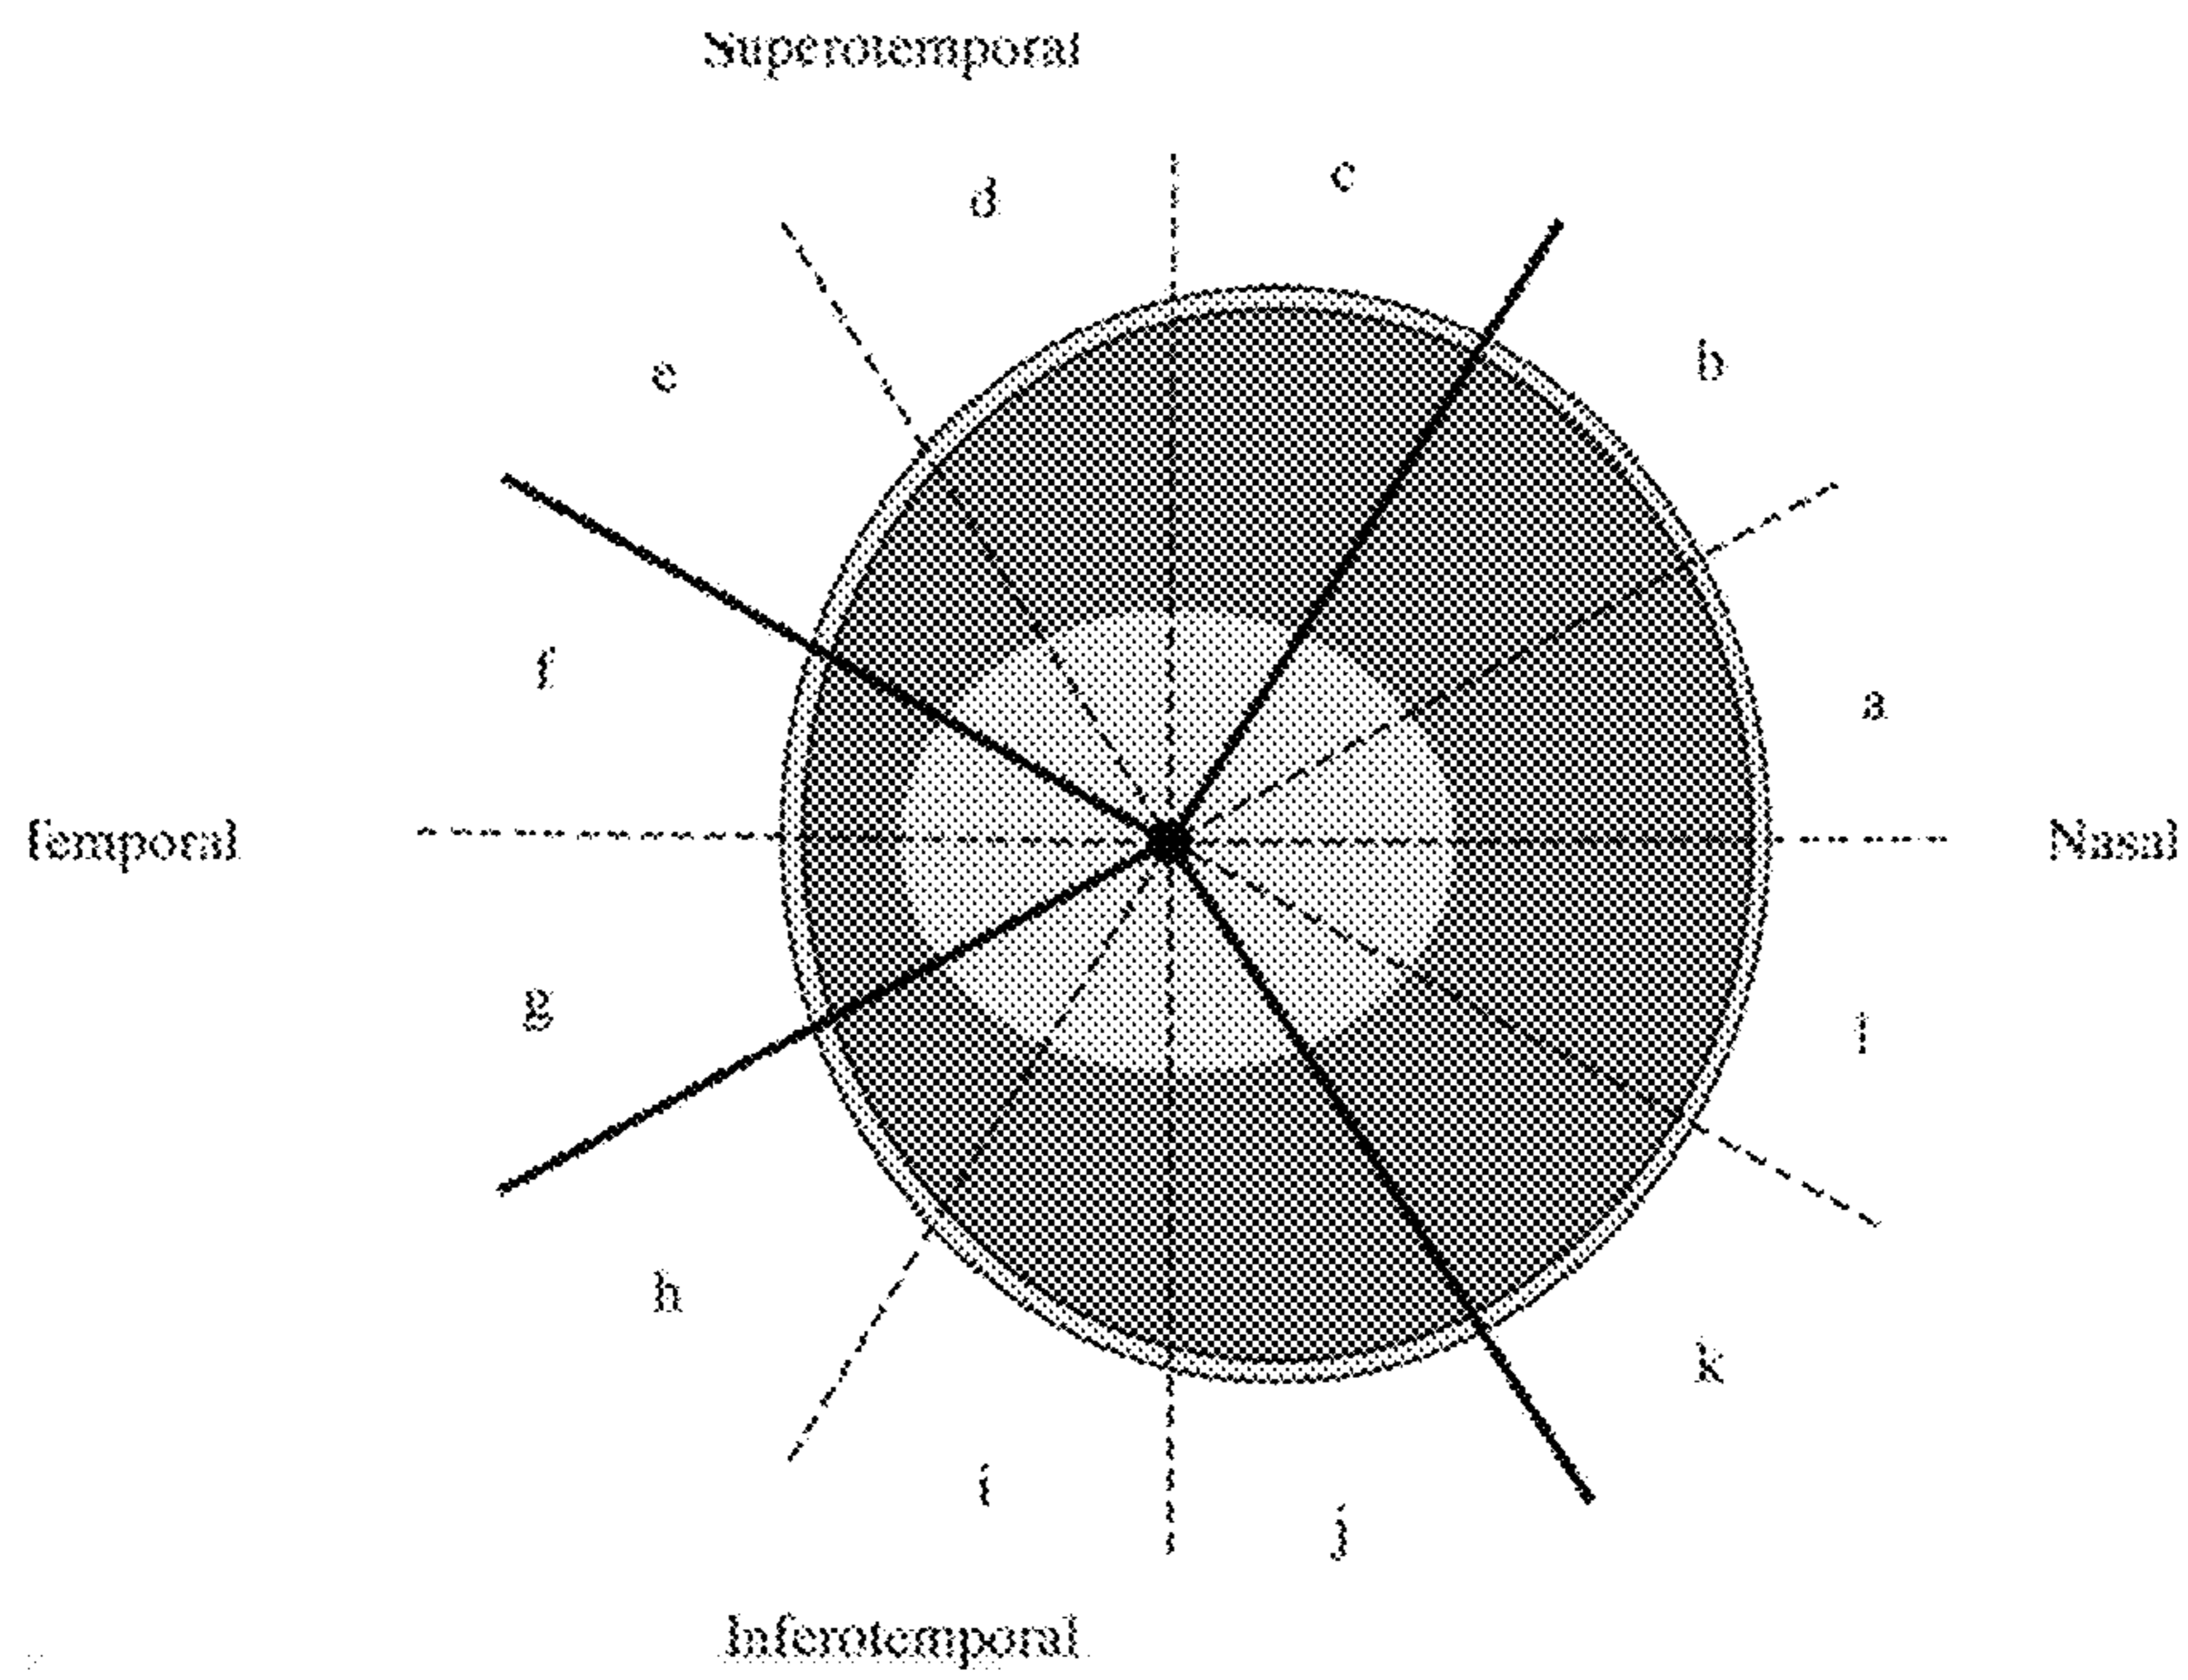 Superotemporal
c
d
b
e
f
a
Temporal
Nasal
g
l
h
k
i
j
Inferotemporal